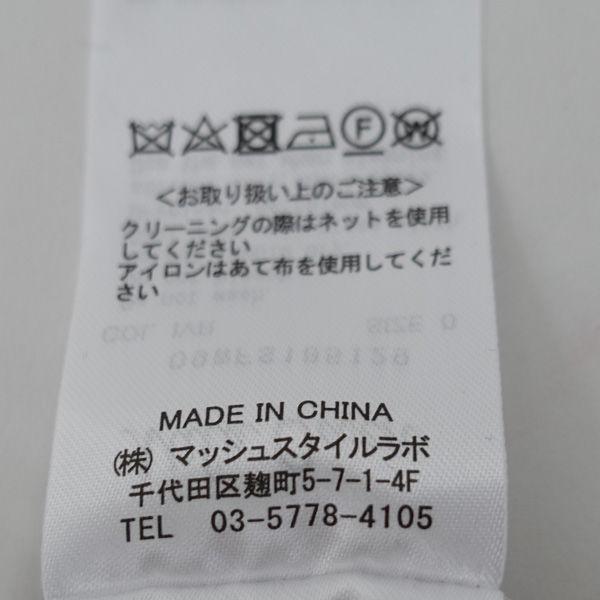 F W
＜お取り扱い上のご注意＞
クリーニングの際はネットを使用
してください
アイロンはあて布を使用してくだ
さい
MADE IN CHINA
(株) マッシュスタイルラボ
千代田区麹町5-7-1-4F
TEL 03-5778-4105